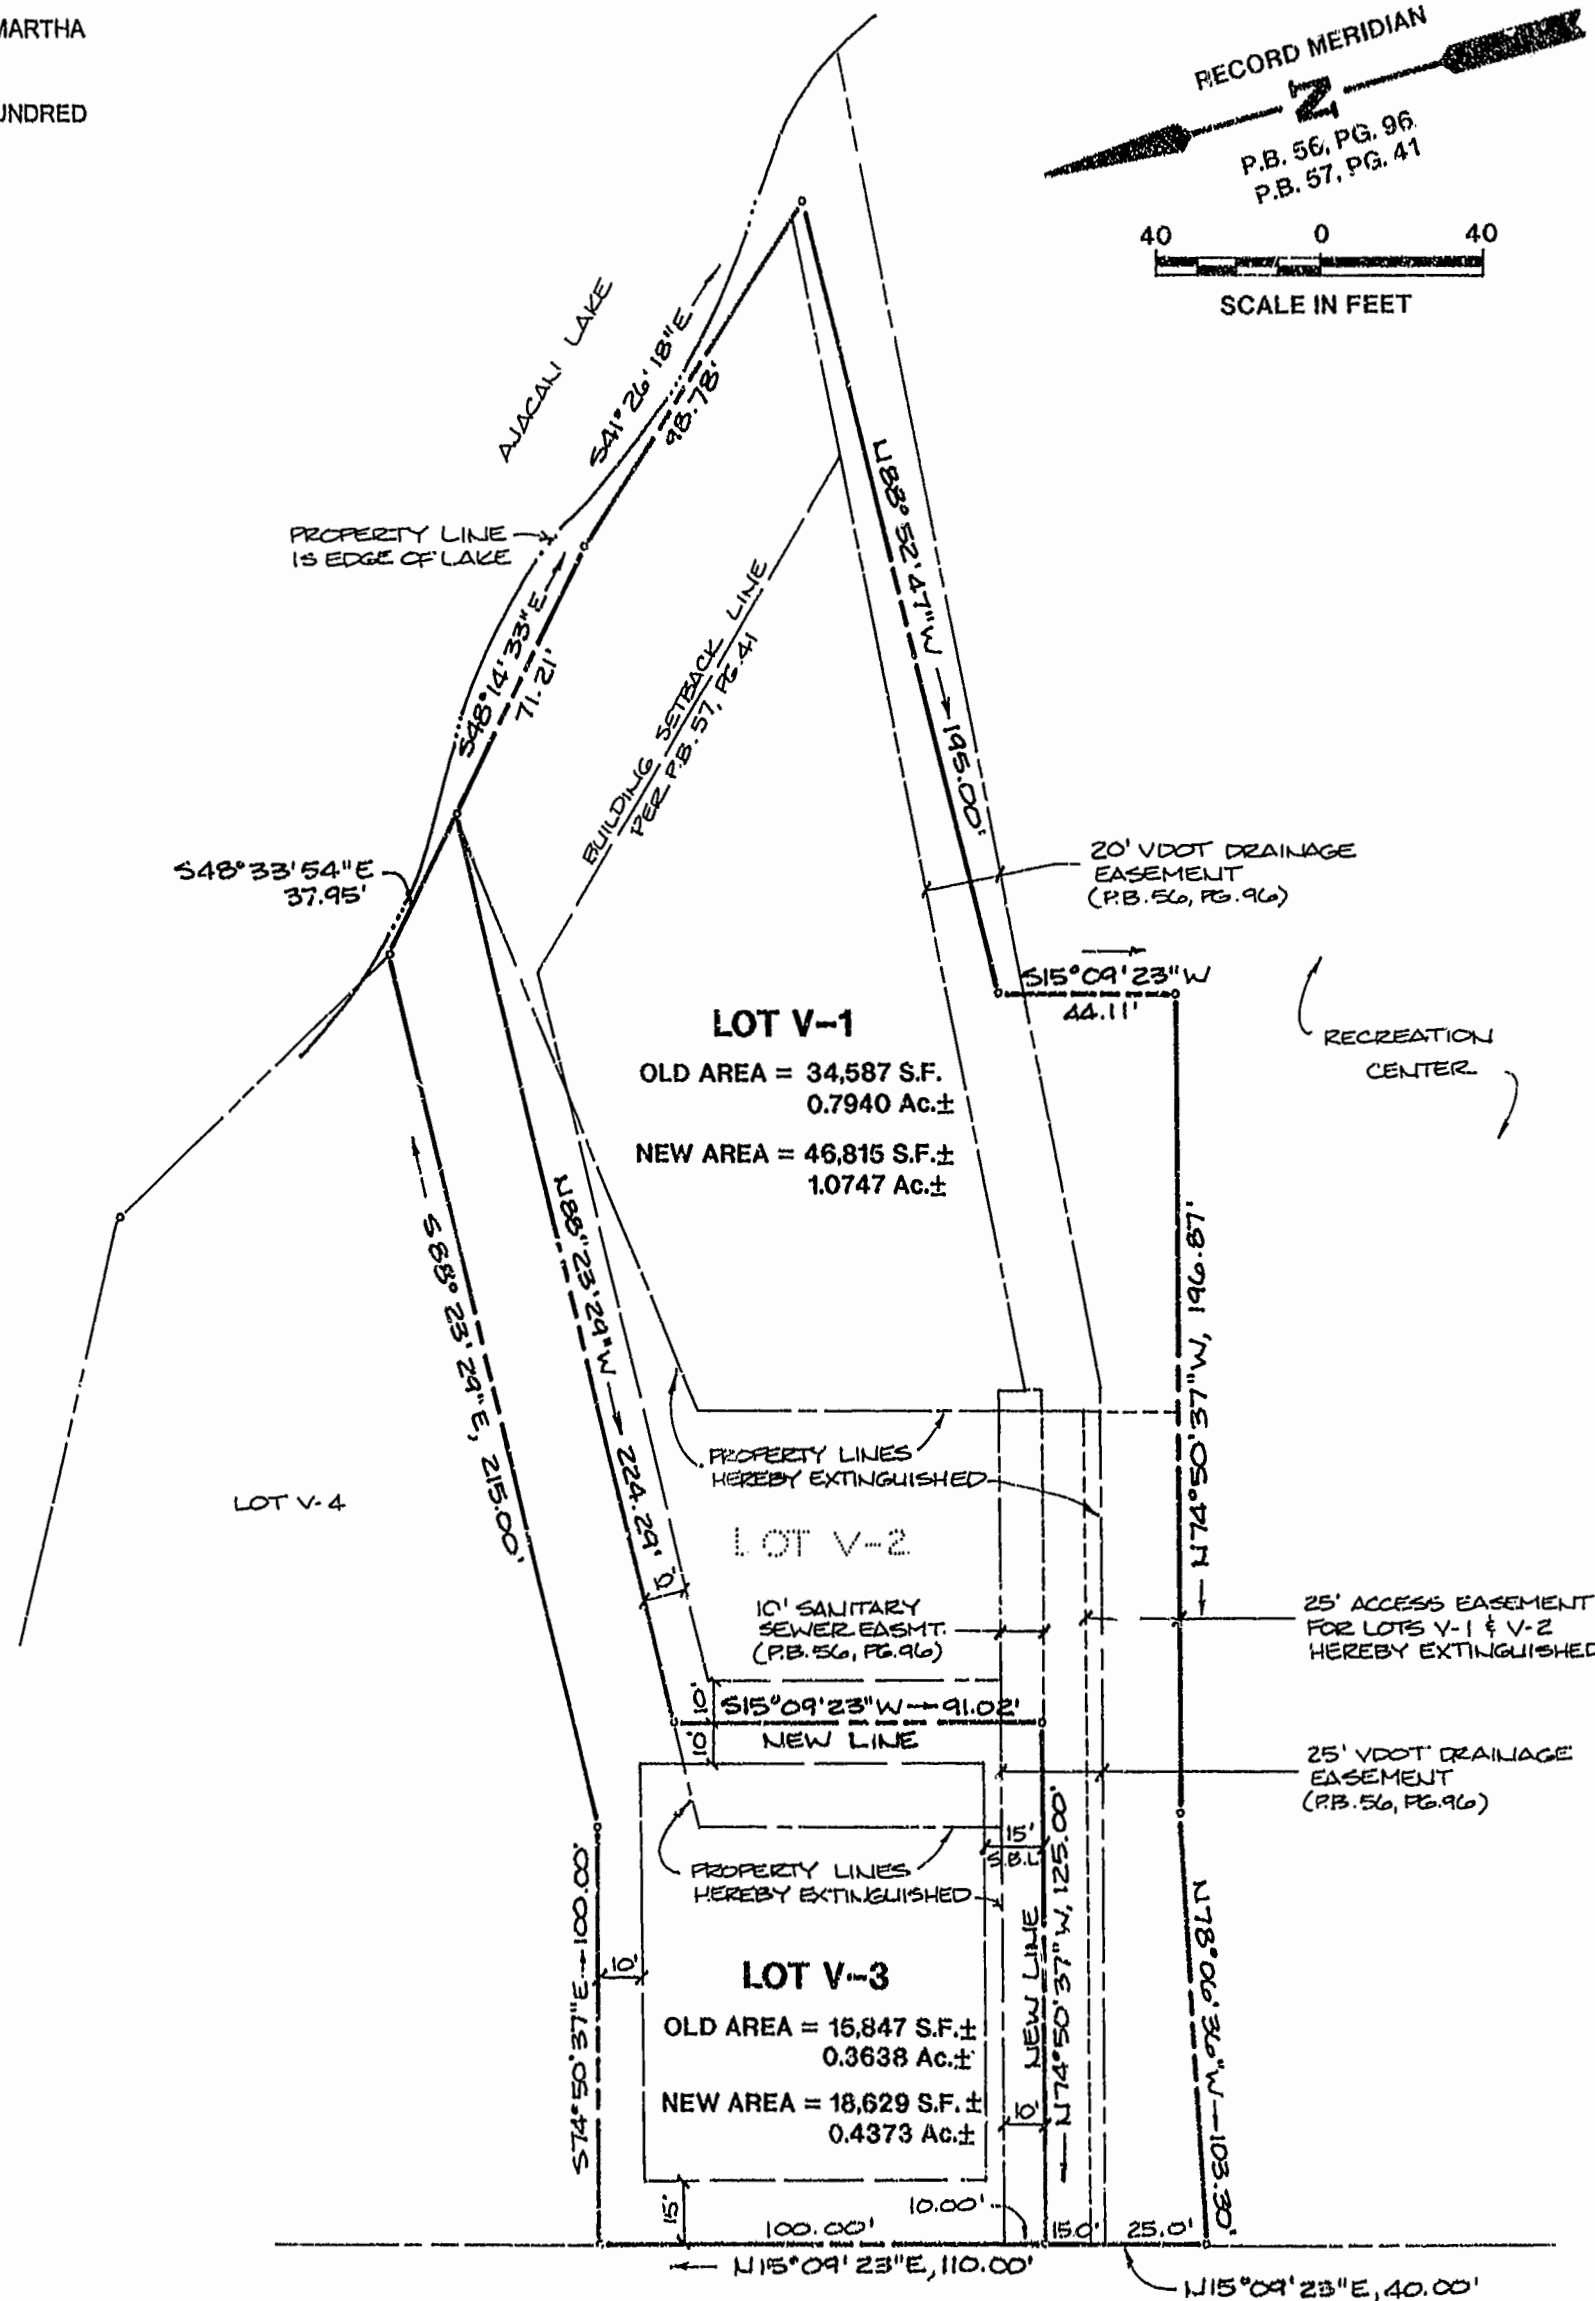 MARTHA
UNDRED
RECORD MERIDIAN
N
P.B. 56, PG. 96
P.B. 57, PG. 41
40 0 40
SCALE IN FEET
AJACAN LAKE
S41°26'18"E
98.78'
PROPERTY LINE
IS EDGE OF LAKE
S48°14'33"E
71.21'
N88°52'47"W 195.00'
BUILDING SETBACK LINE
PER P.B. 57, PG. 41
S48°33'54"E
37.95'
20' VDOT DRAINAGE
EASEMENT
(P.B. 56, PG. 96)
S15°09'23"W
44.11'
RECREATION
CENTER
LOT V-1
OLD AREA = 34,587 S.F.
0.7940 Ac.±
NEW AREA = 46,815 S.F.±
1.0747 Ac.±
S88°23'29"E, 215.00'
N88°23'29"W 224.29'
N74°50'37"W, 196.87'
PROPERTY LINES
HEREBY EXTINGUISHED
LOT V-4
LOT V-2
10'
10' SANITARY
SEWER EASMT.
(P.B. 56, PG. 96)
25' ACCESS EASEMENT
FOR LOTS V-1 & V-2
HEREBY EXTINGUISHED
10'
S15°09'23"W 91.02'
10'
NEW LINE
25' VDOT DRAINAGE
EASEMENT
(P.B. 56, PG. 96)
15'
S.B.L.
PROPERTY LINES
HEREBY EXTINGUISHED
S74°50'37"E 100.00'
10'
NEW LINE
N74°50'37"W, 125.00'
N78°06'36"W 103.30'
LOT V-3
OLD AREA = 15,847 S.F.±
0.3638 Ac.±
NEW AREA = 18,629 S.F.±
0.4373 Ac.±
10'
15'
10.00'
100.00' 15.0' 25.0'
N15°09'23"E, 110.00'
N15°09'23"E, 40.00'